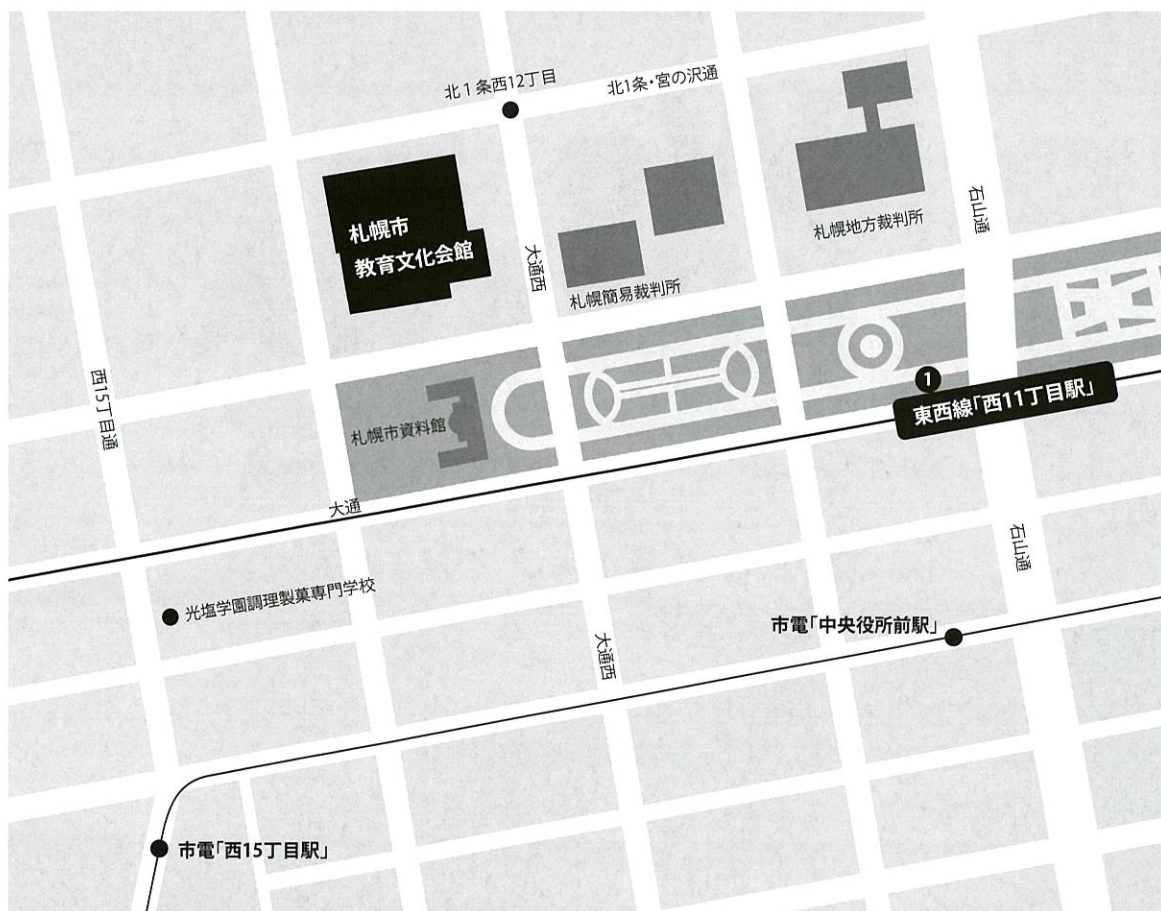 北1条西12丁目
北1条・宮の沢通
札幌市
教育文化会館
大通西
札幌簡易裁判所
札幌地方裁判所
石山通
西15丁目通
札幌市資料館
1
東西線「西11丁目駅」
大通
光塩学園調理製菓専門学校
大通西
石山通
市電「中央役所前駅」
市電「西15丁目駅」